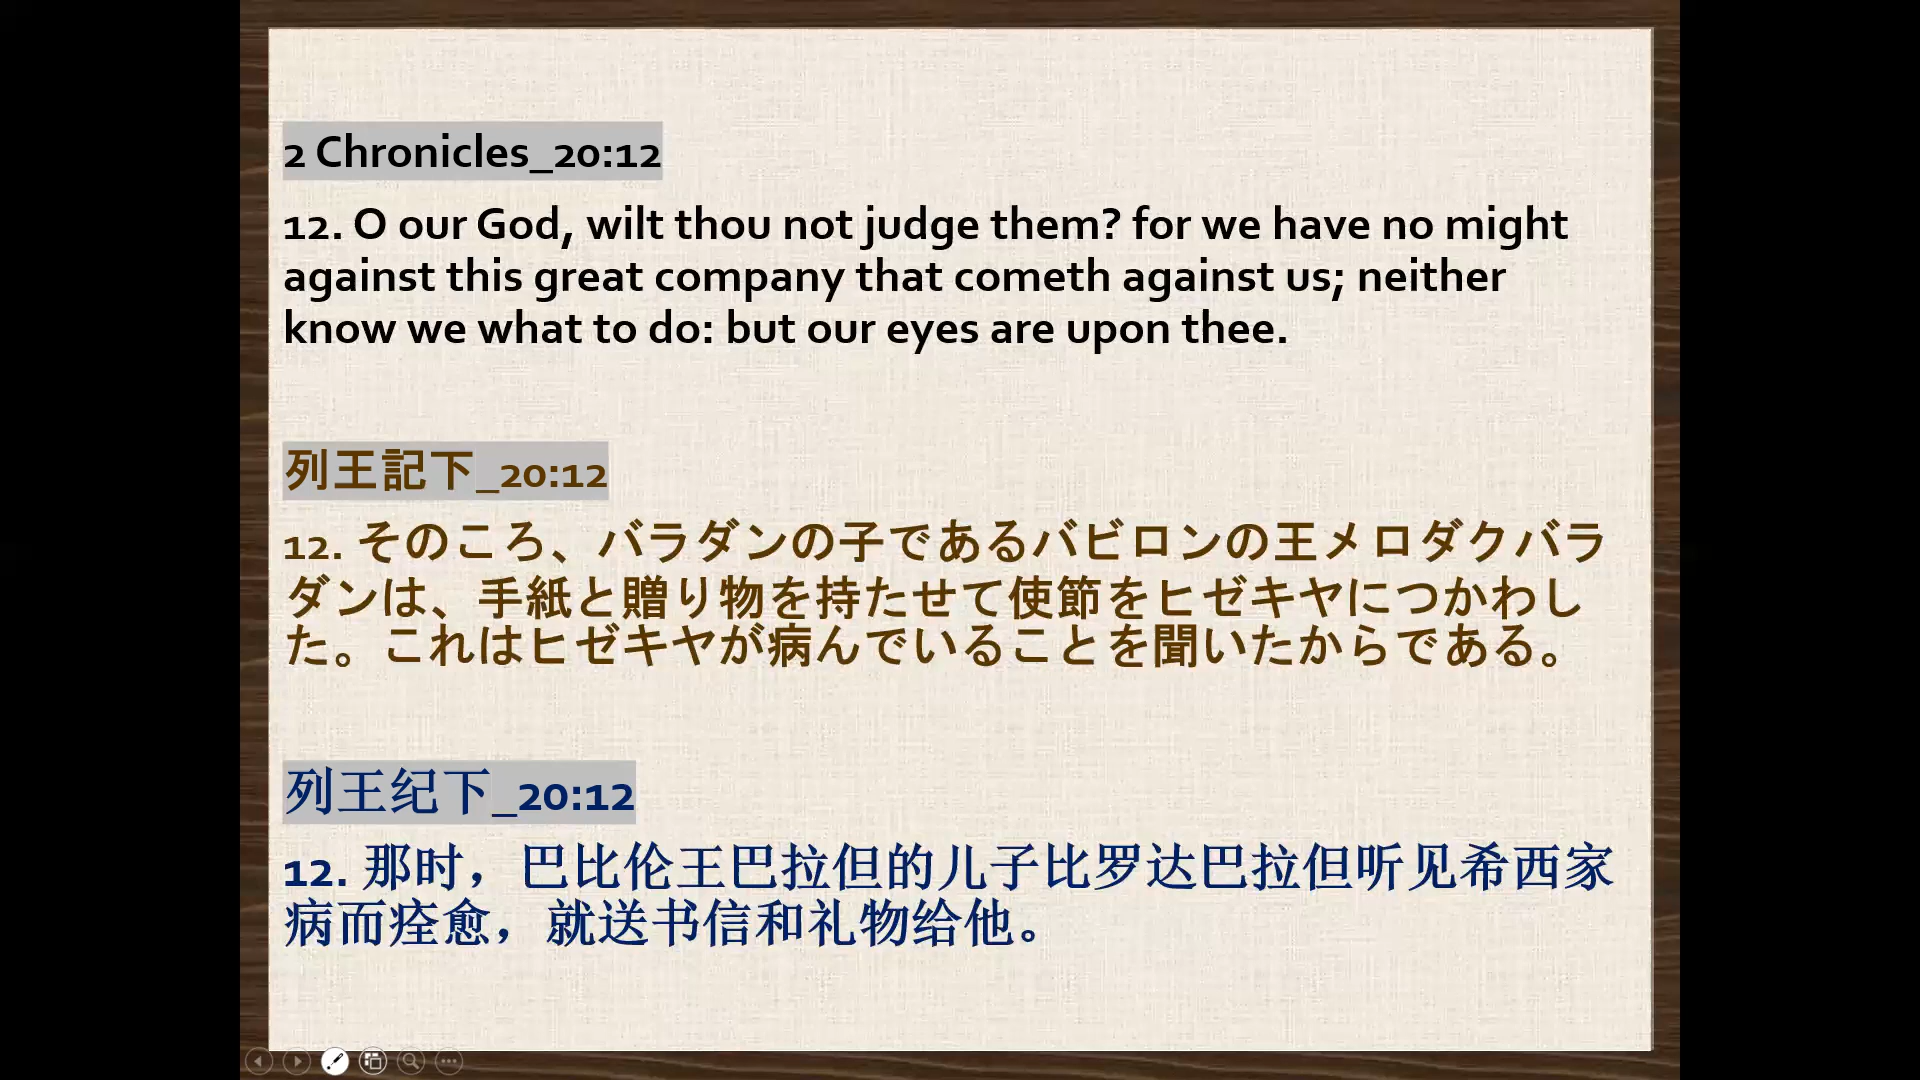 2 Chronicles_20:12
12. O our God, wilt thou not judge them? for we have no might
against this great company that cometh against us; neither
know we what to do: but our eyes are upon thee.
列王記下_20:12
12. そのころ、バラダンの子であるバビロンの王メロダクバラ
ダンは、手紙と贈り物を持たせて使節をヒゼキヤにつかわし
た。これはヒゼキヤが病んでいることを聞いたからである。
列王纪下_20:12
12. 那时，巴比伦王巴拉但的儿子比罗达巴拉但听见希西家
病而痊愈，就送书信和礼物给他。